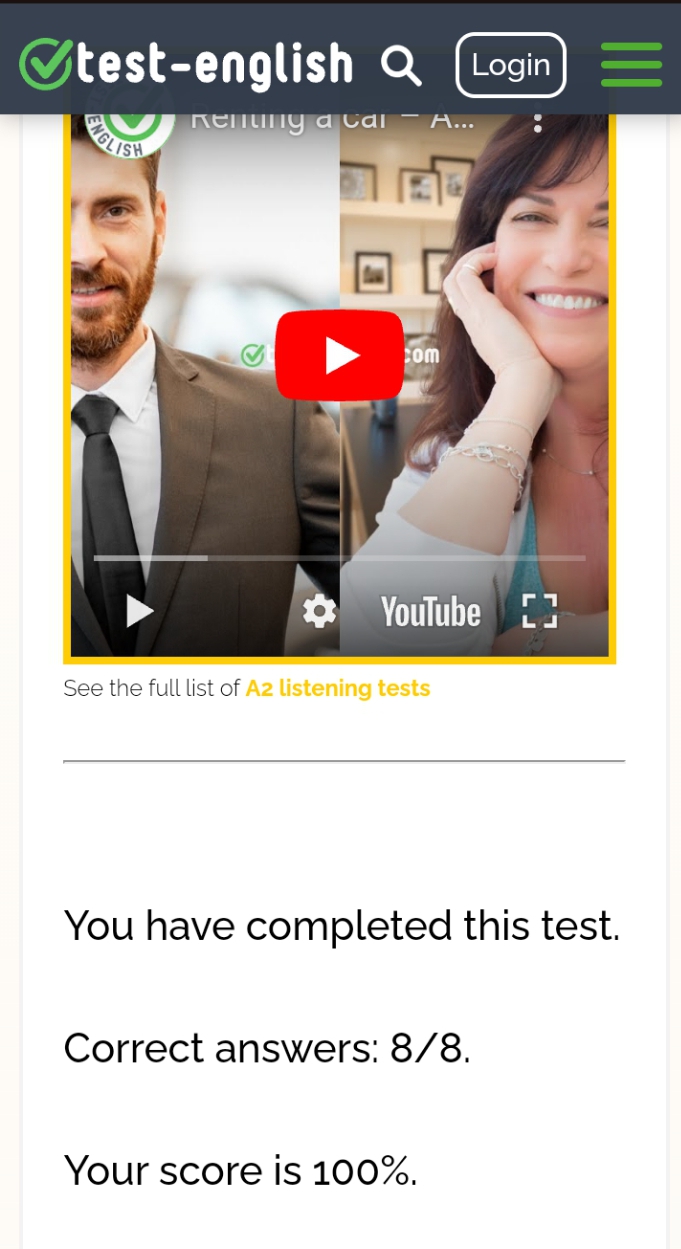 test-english
Login
ENGLISH
Renting a car – A...
com
YouTube
See the full list of A2 listening tests
You have completed this test.
Correct answers: 8/8.
Your score is 100%.